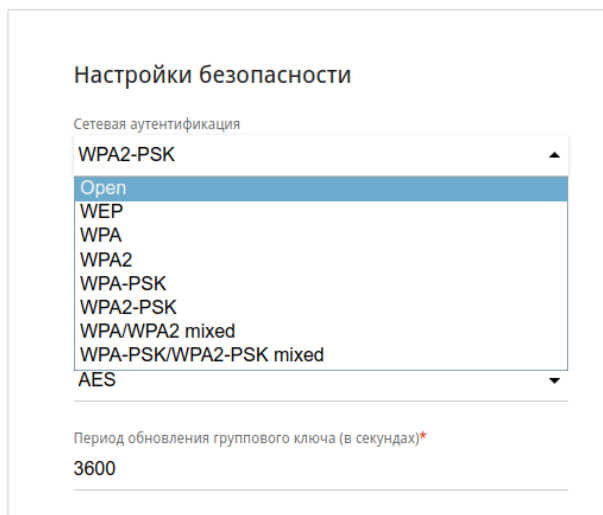 Настройки безопасности
Сетевая аутентификация
WPA2-PSK
Open
WEP
WPA
WPA2
WPA-PSK
WPA2-PSK
WPA/WPA2 mixed
WPA-PSK/WPA2-PSK mixed
AES
Период обновления группового ключа (в секундах)*
3600